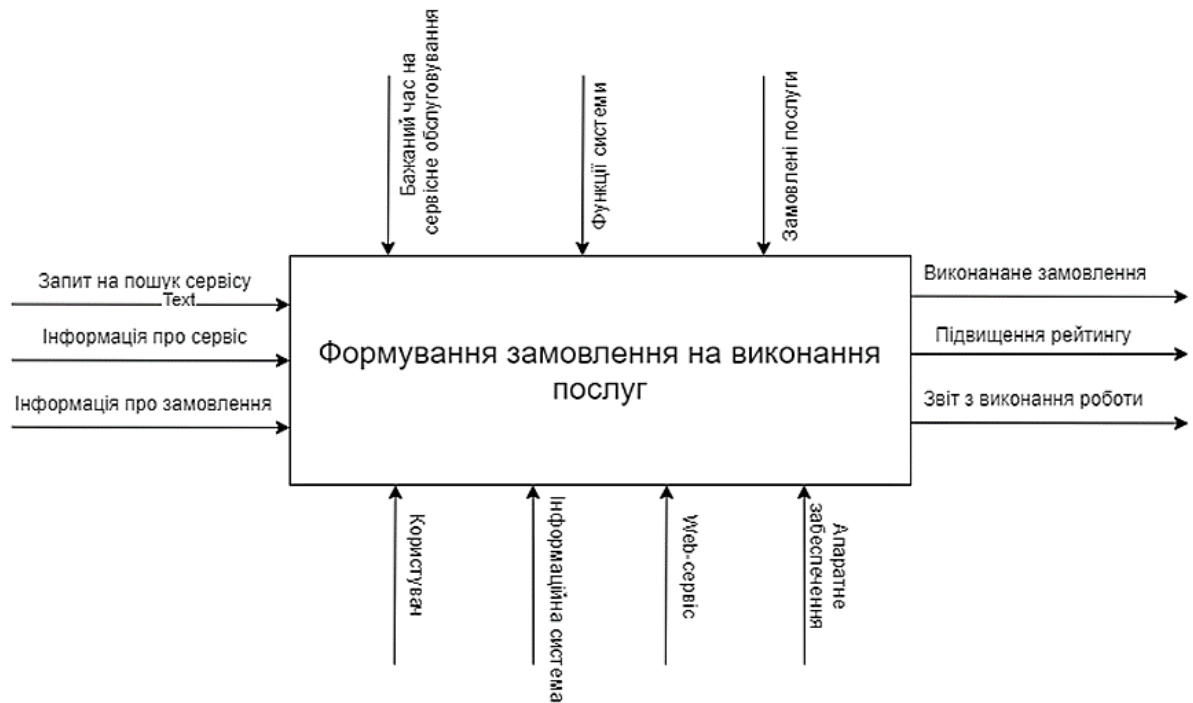 Бажаний час на
сервісне обслуговування
Функції системи
Замовлені послуги
Запит на пошук сервісу
Text
Інформація про сервіс
Інформація про замовлення
Формування замовлення на виконання
послуг
Виконанане замовлення
Підвищення рейтингу
Звіт з виконання роботи
Користувач
Інформаційна система
Web-сервіс
Апаратне
забеспечення